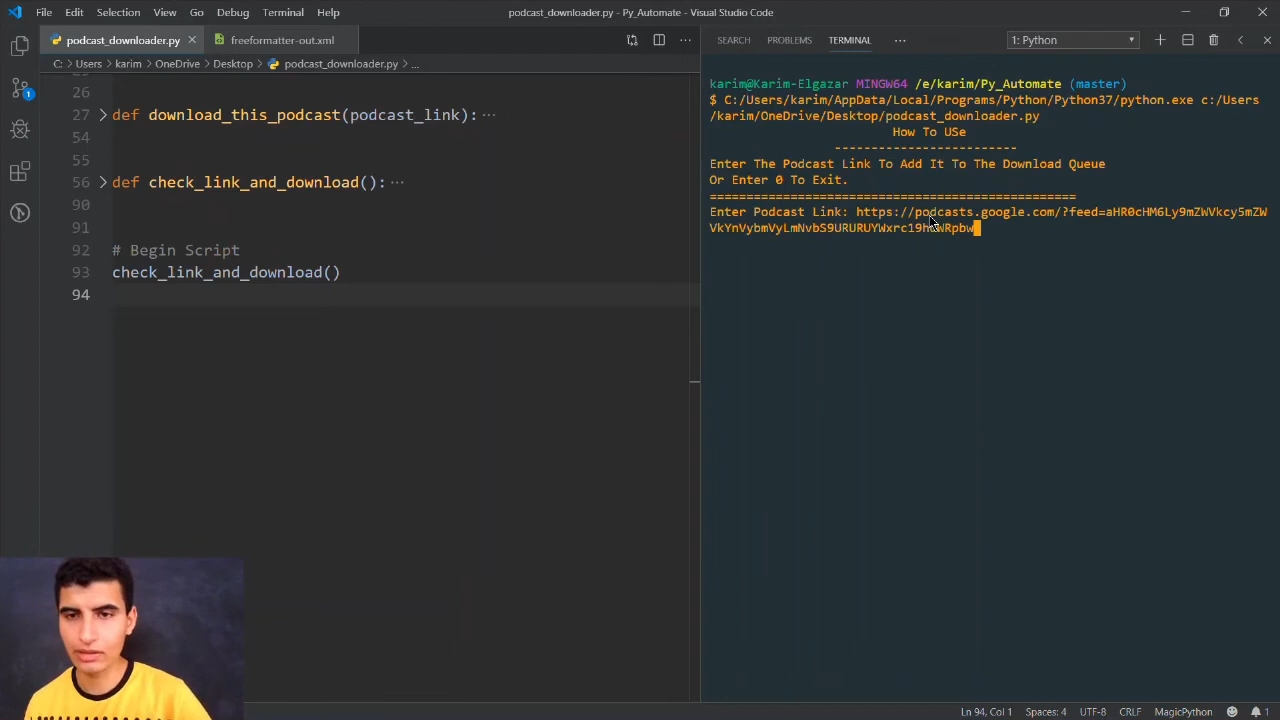 File Edit Selection View Go Debug Terminal Help
podcast_downloader.py - Py_Automate - Visual Studio Code
podcast_downloader.py
freeformatter-out.xml
SEARCH PROBLEMS TERMINAL
1: Python
C: > Users > karim > OneDrive > Desktop > podcast_downloader.py > ...
26
27 def download_this_podcast(podcast_link): ...
54
55
56 def check_link_and_download(): ...
90
91
92 # Begin Script
93 check_link_and_download()
94
karim@Karim-Elgazar MINGW64 /e/karim/Py_Automate (master)
$ C:/Users/karim/AppData/Local/Programs/Python/Python37/python.exe c:/Users
/karim/OneDrive/Desktop/podcast_downloader.py
How To USe
-------------------------
Enter The Podcast Link To Add It To The Download Queue
Or Enter 0 To Exit.
==================================================
Enter Podcast Link: https://podcasts.google.com/?feed=aHR0cHM6Ly9mZWVkcy5mZW
1
Ln 94, Col 1 Spaces: 4 UTF-8 CRLF MagicPython 1